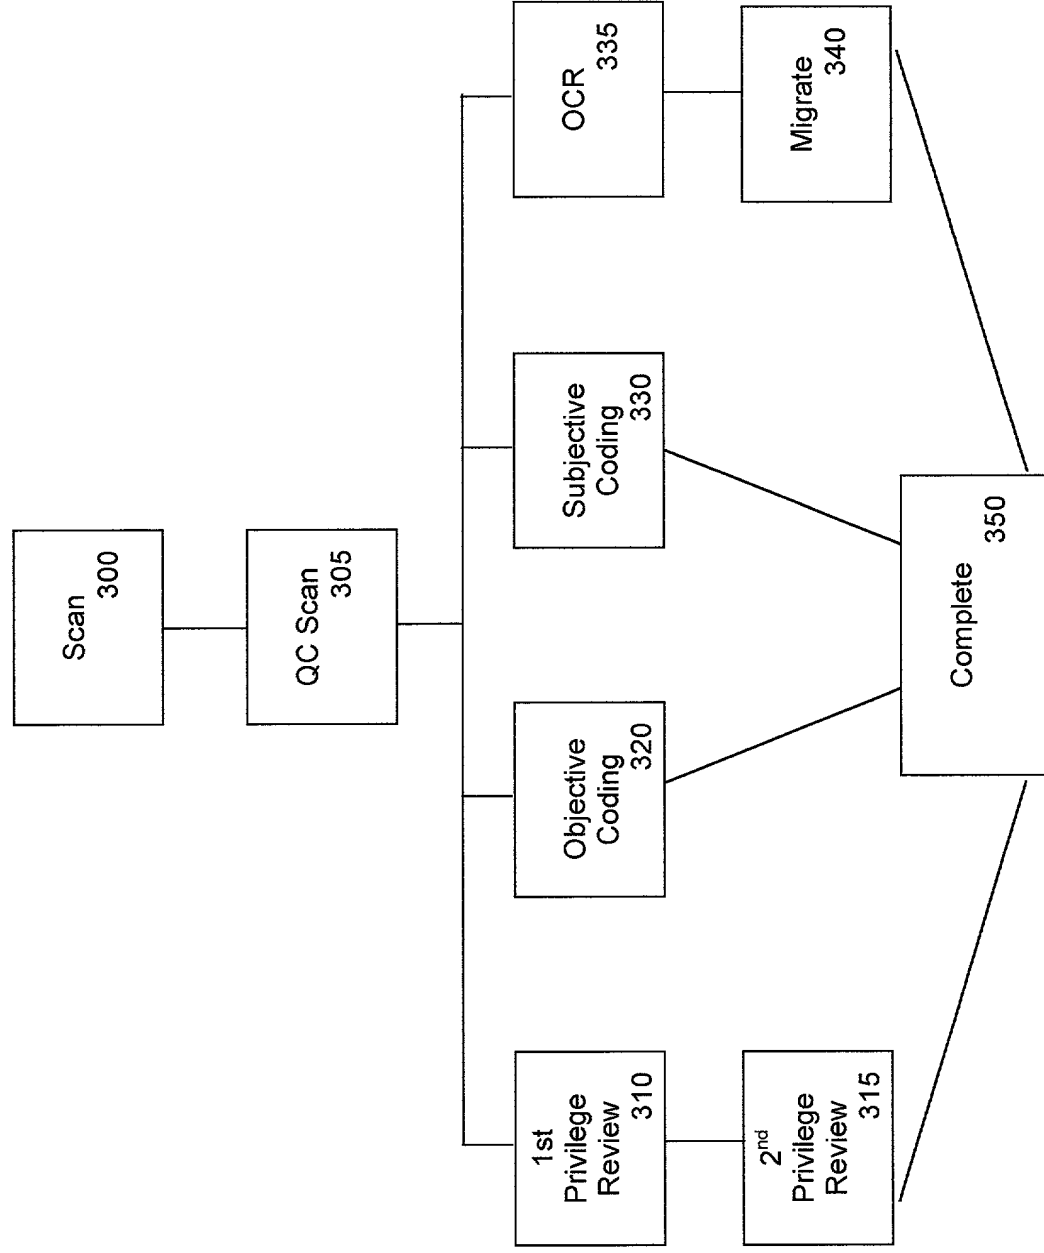 Scan
300
QC Scan
305
1st
Privilege
Review
310
Objective
Coding
320
Subjective
Coding
330
OCR
335
2nd
Privilege
Review
315
Migrate
340
Complete
350